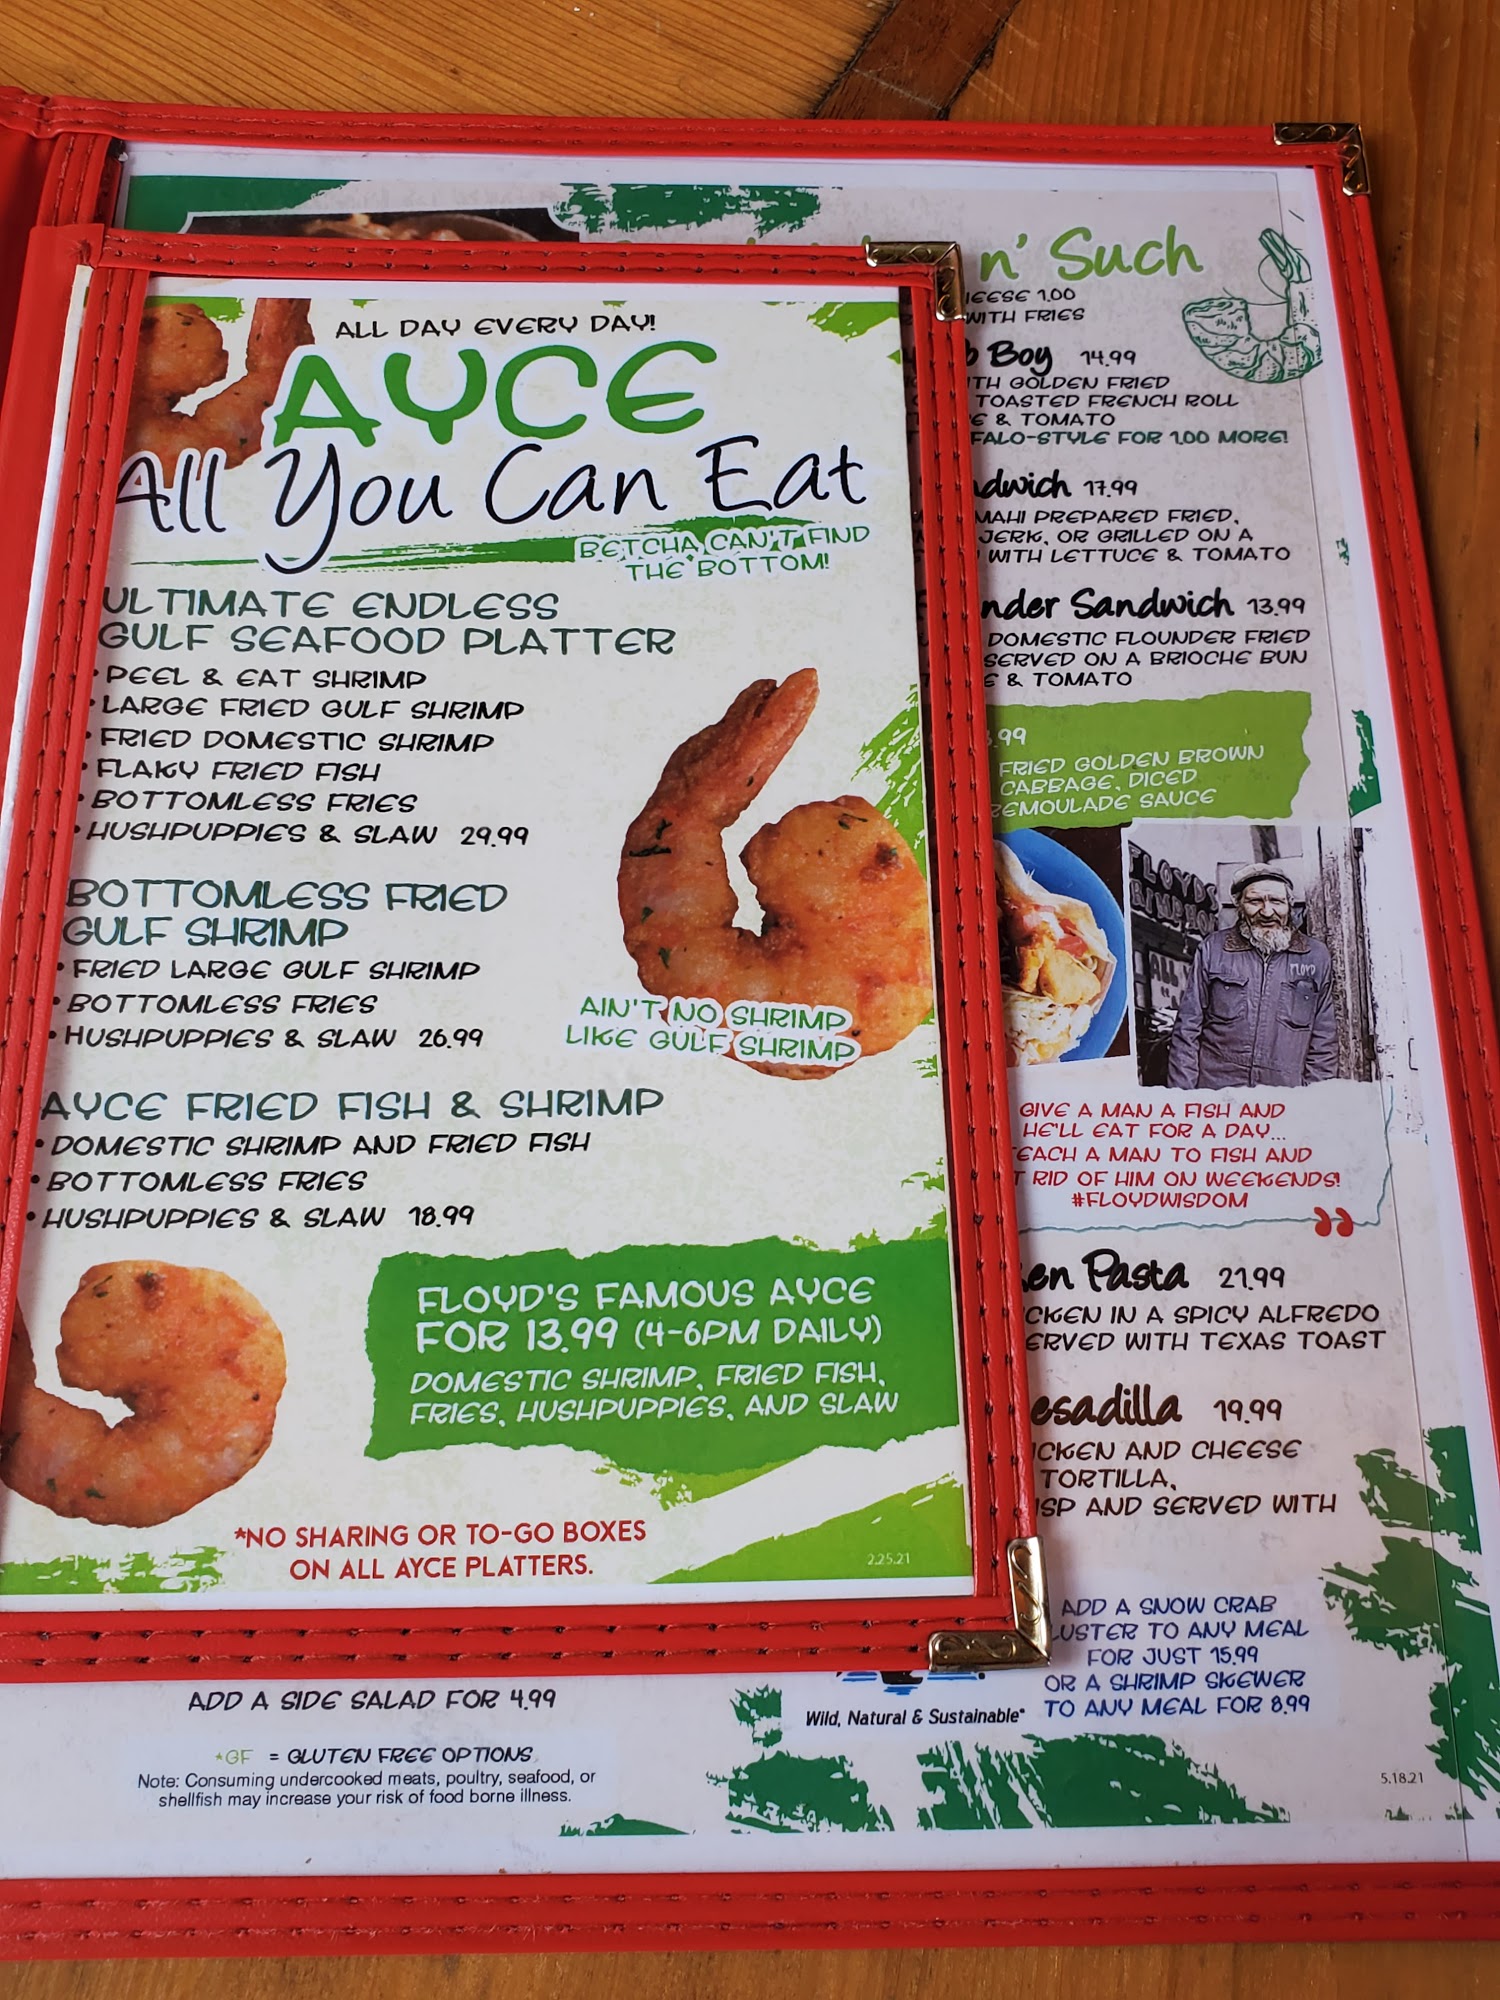 ALL DAY EVERY DAY!
AYCE
All You Can Eat
BETCHA CAN'T FIND
THE BOTTOM!
ULTIMATE ENDLESS
GULF SEAFOOD PLATTER
• PEEL & EAT SHRIMP
• LARGE FRIED GULF SHRIMP
• FRIED DOMESTIC SHRIMP
• FLAKY FRIED FISH
• BOTTOMLESS FRIES
• HUSHPUPPIES & SLAW 29.99
BOTTOMLESS FRIED
GULF SHRIMP
• FRIED LARGE GULF SHRIMP
• BOTTOMLESS FRIES
• HUSHPUPPIES & SLAW 26.99
AIN'T NO SHRIMP
LIKE GULF SHRIMP
AYCE FRIED FISH & SHRIMP
• DOMESTIC SHRIMP AND FRIED FISH
• BOTTOMLESS FRIES
• HUSHPUPPIES & SLAW 18.99
FLOYD'S FAMOUS AYCE
FOR 13.99 (4-6PM DAILY)
DOMESTIC SHRIMP, FRIED FISH,
FRIES, HUSHPUPPIES, AND SLAW
*NO SHARING OR TO-GO BOXES
ON ALL AYCE PLATTERS.
2.25.21
n' Such
1.00
WITH FRIES
Boy 14.99
GOLDEN FRIED
TOASTED FRENCH ROLL
& TOMATO
FOR 1.00 MORE!
17.99
MAHI PREPARED FRIED,
JERK, OR GRILLED ON A
WITH LETTUCE & TOMATO
Sandwich 13.99
DOMESTIC FLOUNDER FRIED
SERVED ON A BRIOCHE BUN
& TOMATO
.99
FRIED GOLDEN BROWN
CABBAGE, DICED
REMOULADE SAUCE
FLOYD
GIVE A MAN A FISH AND
HE'LL EAT FOR A DAY...
TEACH A MAN TO FISH AND
RID OF HIM ON WEEKENDS!
#FLOYDWISDOM
Pasta 21.99
IN A SPICY ALFREDO
SERVED WITH TEXAS TOAST
19.99
AND CHEESE
TORTILLA,
AND SERVED WITH
ADD A SNOW CRAB
CLUSTER TO ANY MEAL
FOR JUST 15.99
OR A SHRIMP SKEWER
TO ANY MEAL FOR 8.99
ADD A SIDE SALAD FOR 4.99
Wild, Natural & Sustainable®
*GF = GLUTEN FREE OPTIONS
Note: Consuming undercooked meats, poultry, seafood, or
shellfish may increase your risk of food borne illness.
5.18.21